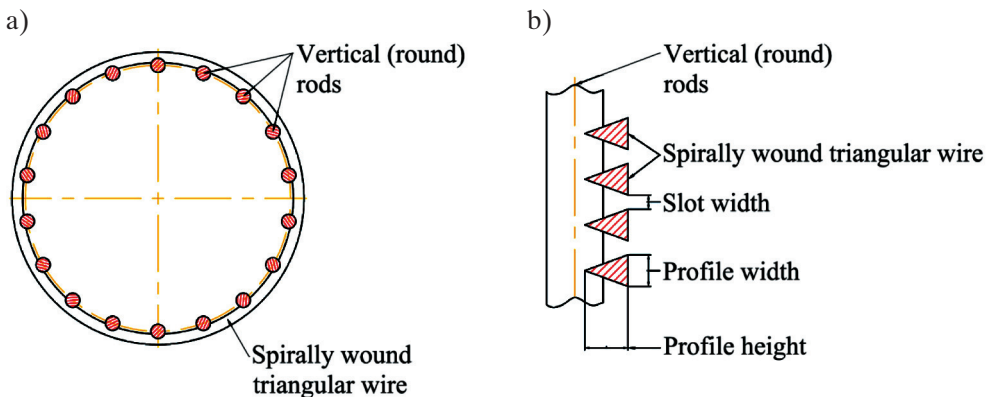 a)
Vertical (round)
rods
Spirally wound
triangular wire
b)
Vertical (round)
rods
Spirally wound triangular wire
Slot width
Profile width
Profile height